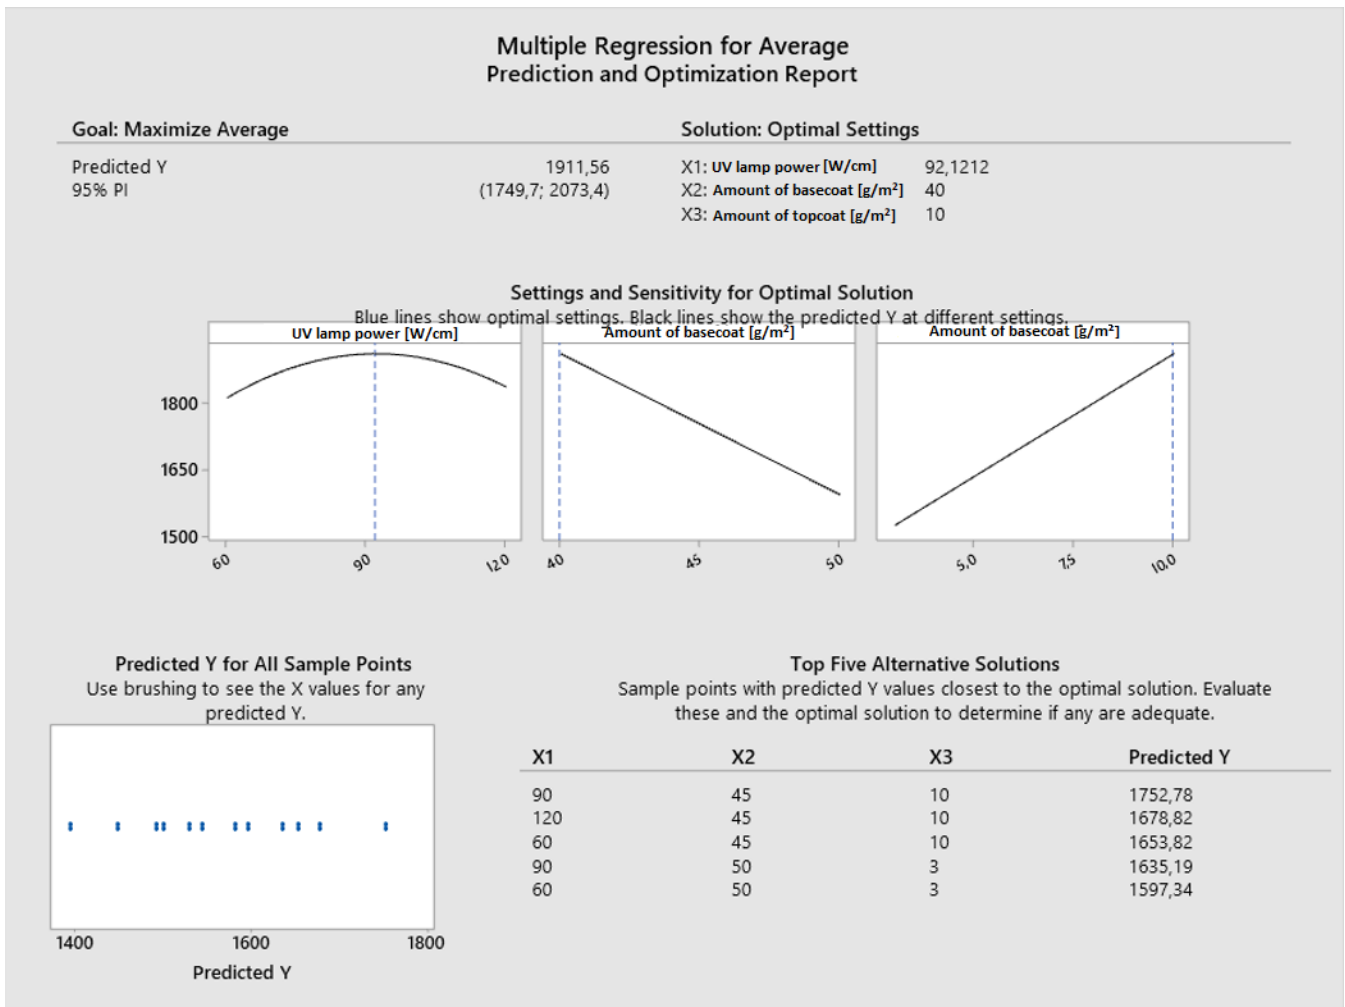 Multiple Regression for Average
Prediction and Optimization Report
Goal: Maximize Average
Predicted Y 1911,56
95% PI (1749,7; 2073,4)
Solution: Optimal Settings
X1: UV lamp power [W/cm] 92,1212
X2: Amount of basecoat [g/m²] 40
X3: Amount of topcoat [g/m²] 10
Settings and Sensitivity for Optimal Solution
Blue lines show optimal settings. Black lines show the predicted Y at different settings.
UV lamp power [W/cm] Amount of basecoat [g/m²] Amount of basecoat [g/m²]
1800
1650
1500
60 90 120 40 45 50 5,0 7,5 10,0
Predicted Y for All Sample Points
Use brushing to see the X values for any
predicted Y.
1400 1600 1800
Predicted Y
Top Five Alternative Solutions
Sample points with predicted Y values closest to the optimal solution. Evaluate
these and the optimal solution to determine if any are adequate.
X1 X2 X3 Predicted Y
90 45 10 1752,78
120 45 10 1678,82
60 45 10 1653,82
90 50 3 1635,19
60 50 3 1597,34